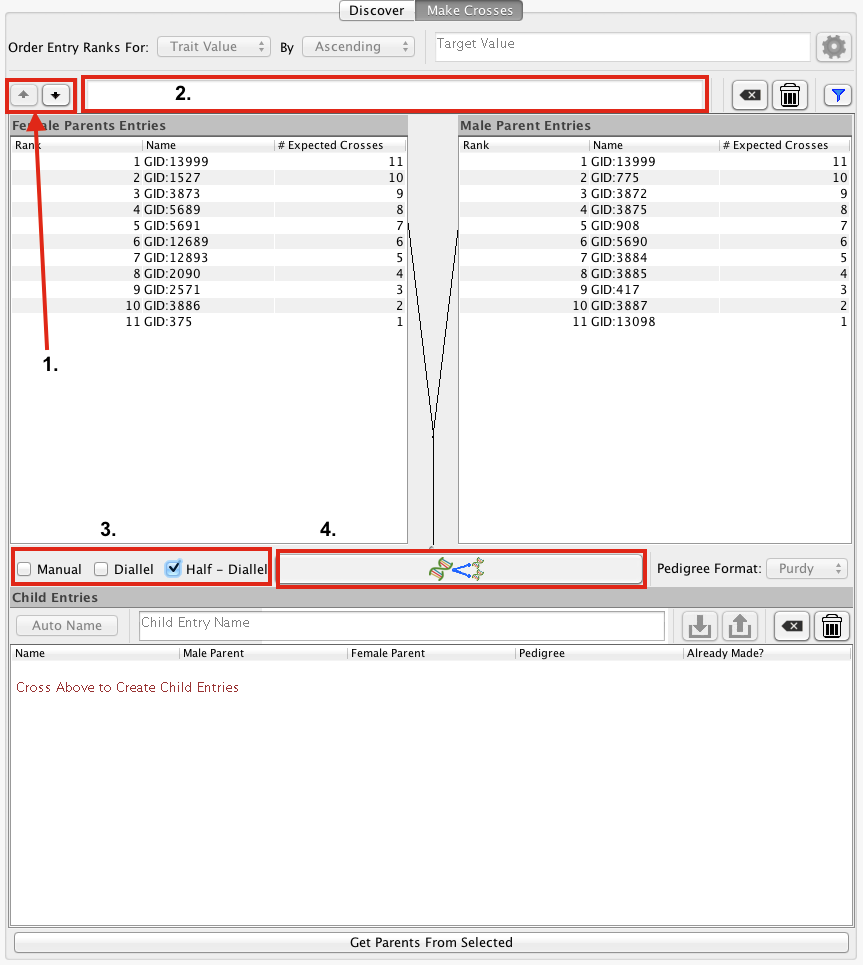 Discover Make Crosses
Order Entry Ranks For: Trait Value By Ascending Target Value
2.
Female Parents Entries Male Parent Entries
Rank Name # Expected Crosses Rank Name # Expected Crosses
1 GID:13999 11 1 GID:13999 11
2 GID:1527 10 2 GID:775 10
3 GID:3873 9 3 GID:3872 9
4 GID:5689 8 4 GID:3875 8
5 GID:5691 7 5 GID:908 7
6 GID:12689 6 6 GID:5690 6
7 GID:12893 5 7 GID:3884 5
8 GID:2090 4 8 GID:3885 4
9 GID:2571 3 9 GID:417 3
10 GID:3886 2 10 GID:3887 2
11 GID:375 1 11 GID:13098 1
1.
3. 4.
Manual Diallel Half - Diallel Pedigree Format: Purdy
Child Entries
Auto Name Child Entry Name
Name Male Parent Female Parent Pedigree Already Made?
Cross Above to Create Child Entries
Get Parents From Selected